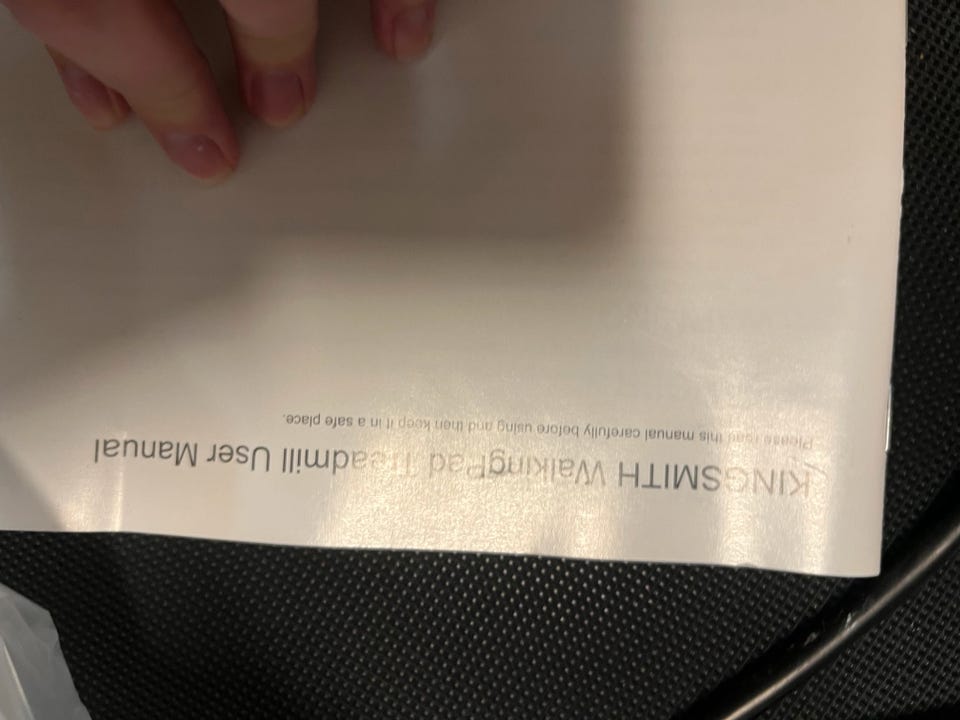 KINGSMITH WalkingPad Treadmill User Manual
Please read this manual carefully before using and then keep it in a safe place.